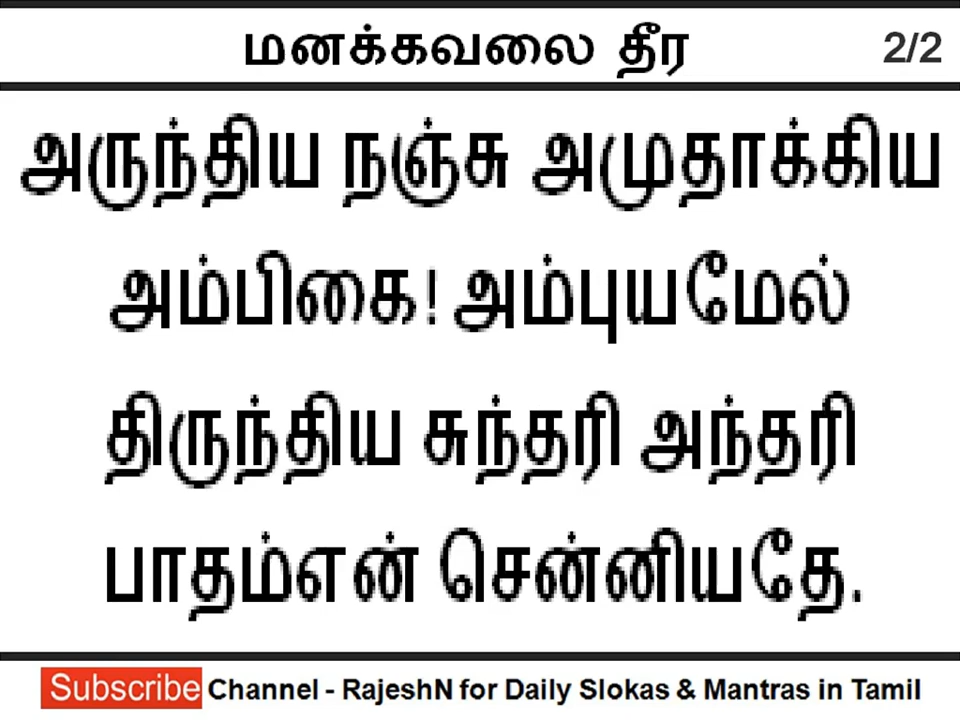 மனக்கவலை தீர 2/2
அருந்திய நஞ்சு அமுதாக்கிய
அம்பிகை! அம்புயமேல்
திருந்திய சுந்தரி அந்தரி
பாதம்என் சென்னியதே.
Subscribe Channel - RajeshN for Daily Slokas & Mantras in Tamil